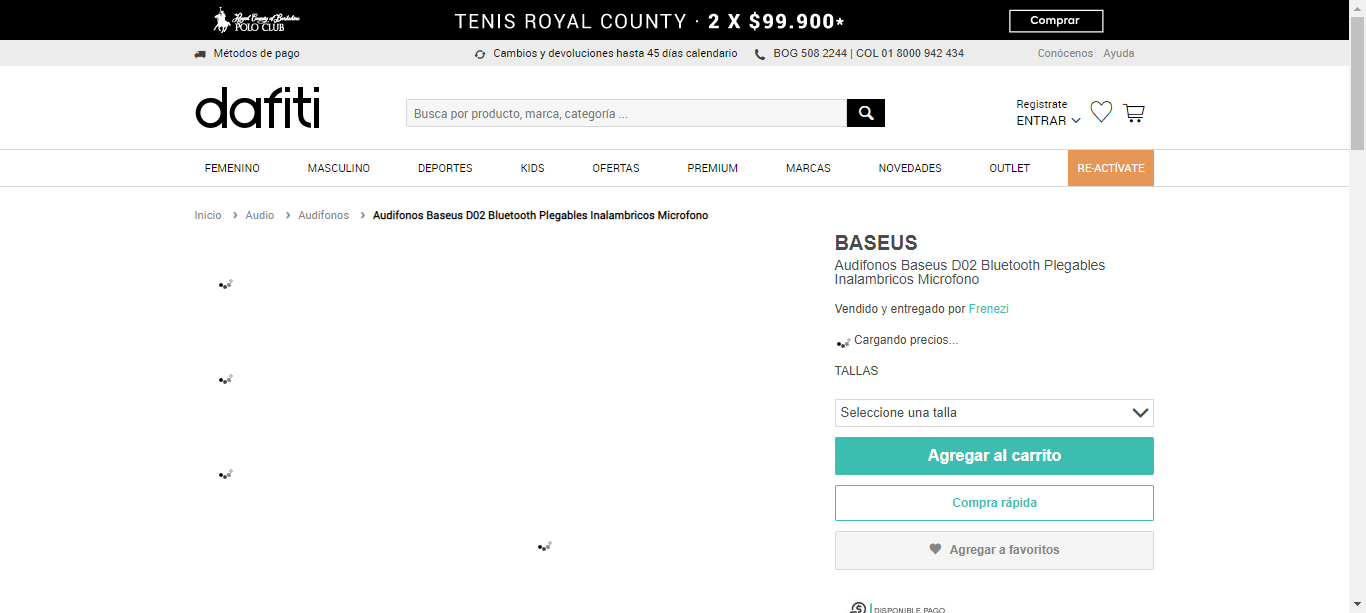 Royal County of Berkshire
POLO CLUB
TENIS ROYAL COUNTY · 2 X $99.900*
Comprar
Métodos de pago
Cambios y devoluciones hasta 45 días calendario
BOG 508 2244 | COL 01 8000 942 434
Conócenos
Ayuda
dafiti
Busca por producto, marca, categoría ...
Registrate
ENTRAR
FEMENINO
MASCULINO
DEPORTES
KIDS
OFERTAS
PREMIUM
MARCAS
NOVEDADES
OUTLET
RE-ACTÍVATE
Inicio > Audio > Audifonos > Audifonos Baseus D02 Bluetooth Plegables Inalambricos Microfono
BASEUS
Audifonos Baseus D02 Bluetooth Plegables
Inalambricos Microfono
Vendido y entregado por Frenezi
Cargando precios...
TALLAS
Seleccione una talla
Agregar al carrito
Compra rápida
Agregar a favoritos
DISPONIBLE PAGO